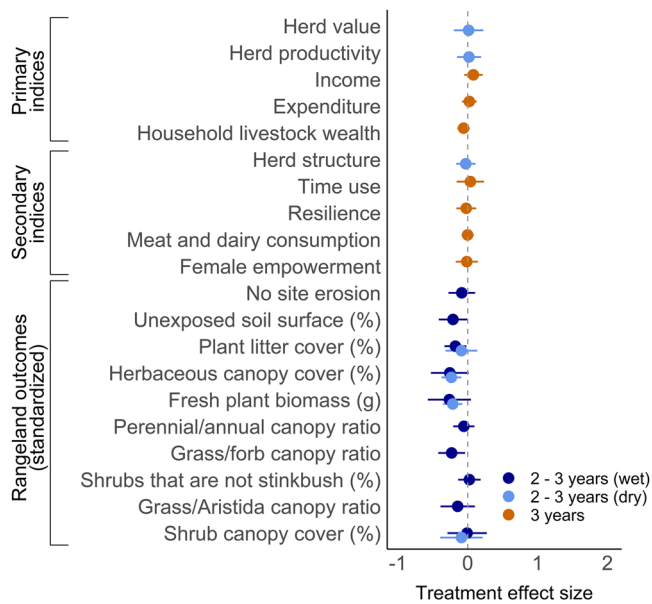 Primary
indices
Herd value
Herd productivity
Income
Expenditure
Household livestock wealth
Secondary
indices
Herd structure
Time use
Resilience
Meat and dairy consumption
Female empowerment
Rangeland outcomes
(standardized)
No site erosion
Unexposed soil surface (%)
Plant litter cover (%)
Herbaceous canopy cover (%)
Fresh plant biomass (g)
Perennial/annual canopy ratio
Grass/forb canopy ratio
Shrubs that are not stinkbush (%)
Grass/Aristida canopy ratio
Shrub canopy cover (%)
2 - 3 years (wet)
2 - 3 years (dry)
3 years
-1 0 1 2
Treatment effect size